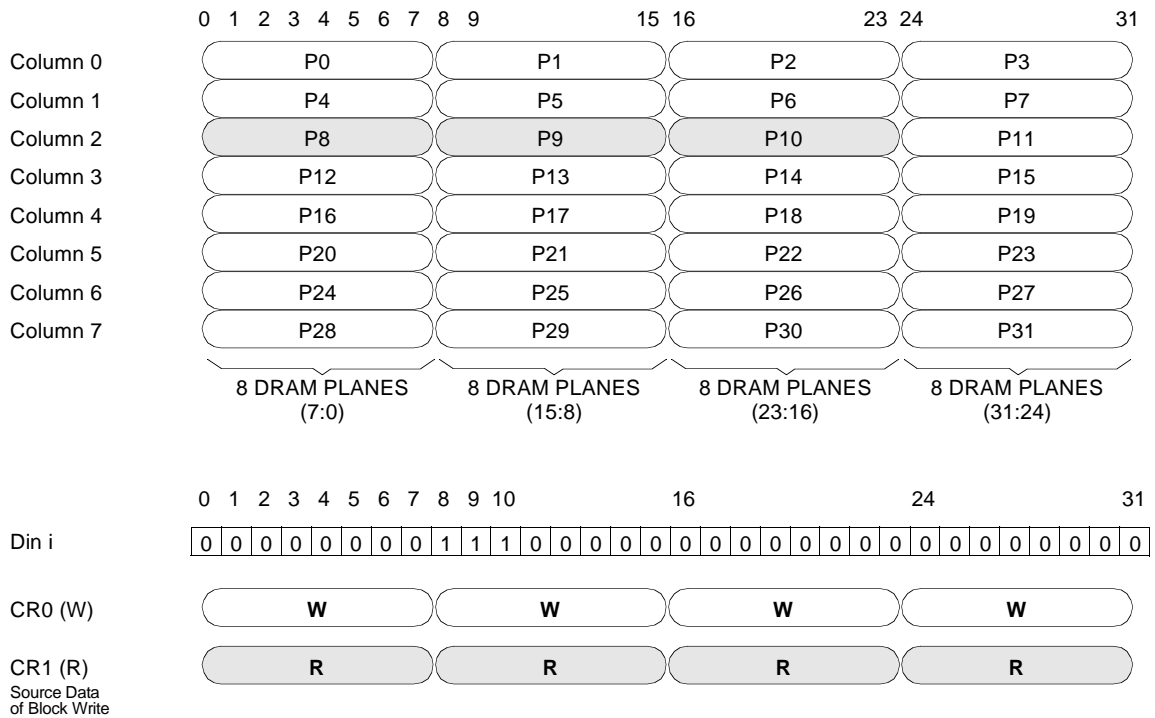 0 1 2 3 4 5 6 7 8 9 15 16 23 24 31
Column 0 P0 P1 P2 P3
Column 1 P4 P5 P6 P7
Column 2 P8 P9 P10 P11
Column 3 P12 P13 P14 P15
Column 4 P16 P17 P18 P19
Column 5 P20 P21 P22 P23
Column 6 P24 P25 P26 P27
Column 7 P28 P29 P30 P31
8 DRAM PLANES 8 DRAM PLANES 8 DRAM PLANES 8 DRAM PLANES
(7:0) (15:8) (23:16) (31:24)
0 1 2 3 4 5 6 7 8 9 10 16 24 31
Din i 0 0 0 0 0 0 0 0 1 1 1 0 0 0 0 0 0 0 0 0 0 0 0 0 0 0 0 0 0 0 0 0
CR0 (W) W W W W
CR1 (R) R R R R
Source Data
of Block Write